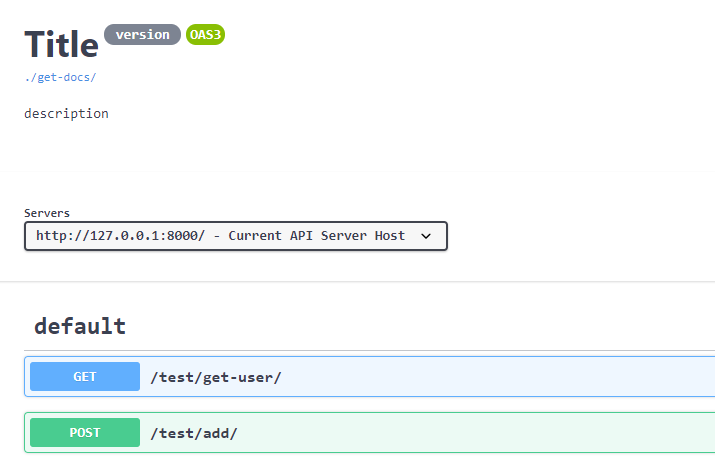 Title version OAS3
./get-docs/
description
Servers
http://127.0.0.1:8000/ - Current API Server Host
default
GET /test/get-user/
POST /test/add/